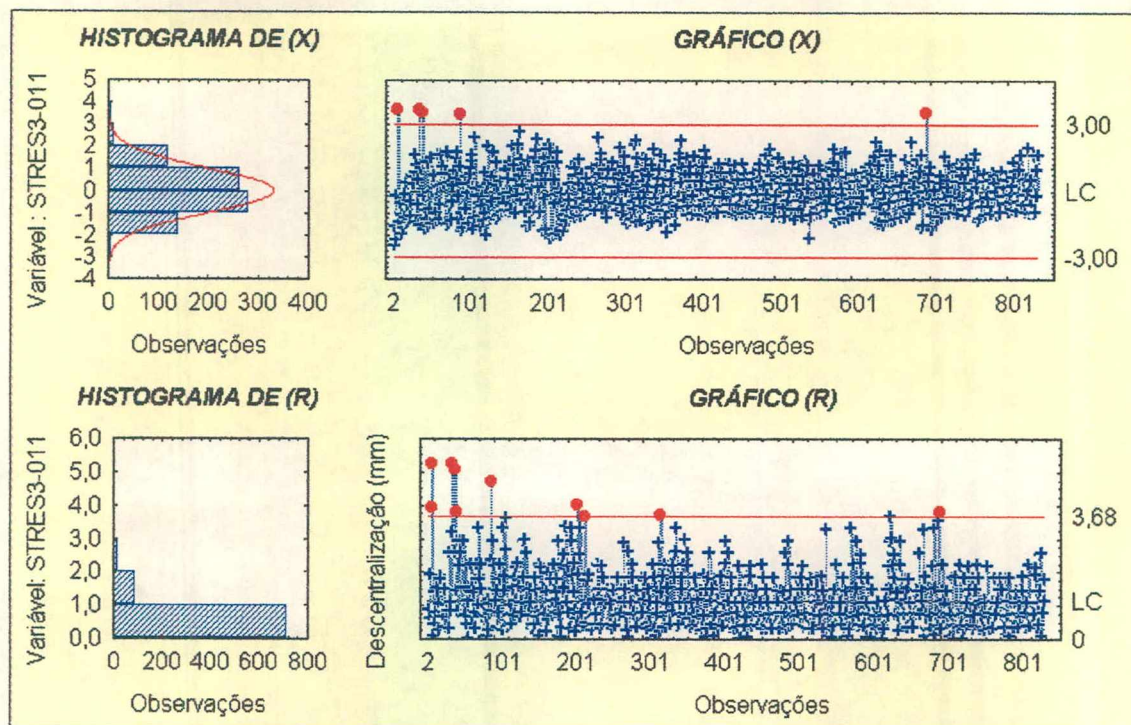 HISTOGRAMA DE (X)
GRÁFICO (X)
Variável : STRES3-011
5
4
3
2
1
0
-1
-2
-3
-4
0 100 200 300 400
Observações
3,00
LC
-3,00
2 101 201 301 401 501 601 701 801
Observações
HISTOGRAMA DE (R)
GRÁFICO (R)
Variável: STRES3-011
6,0
5,0
4,0
3,0
2,0
1,0
0,0
0 200 400 600 800
Observações
Descentralização (mm)
3,68
LC
0
2 101 201 301 401 501 601 701 801
Observações